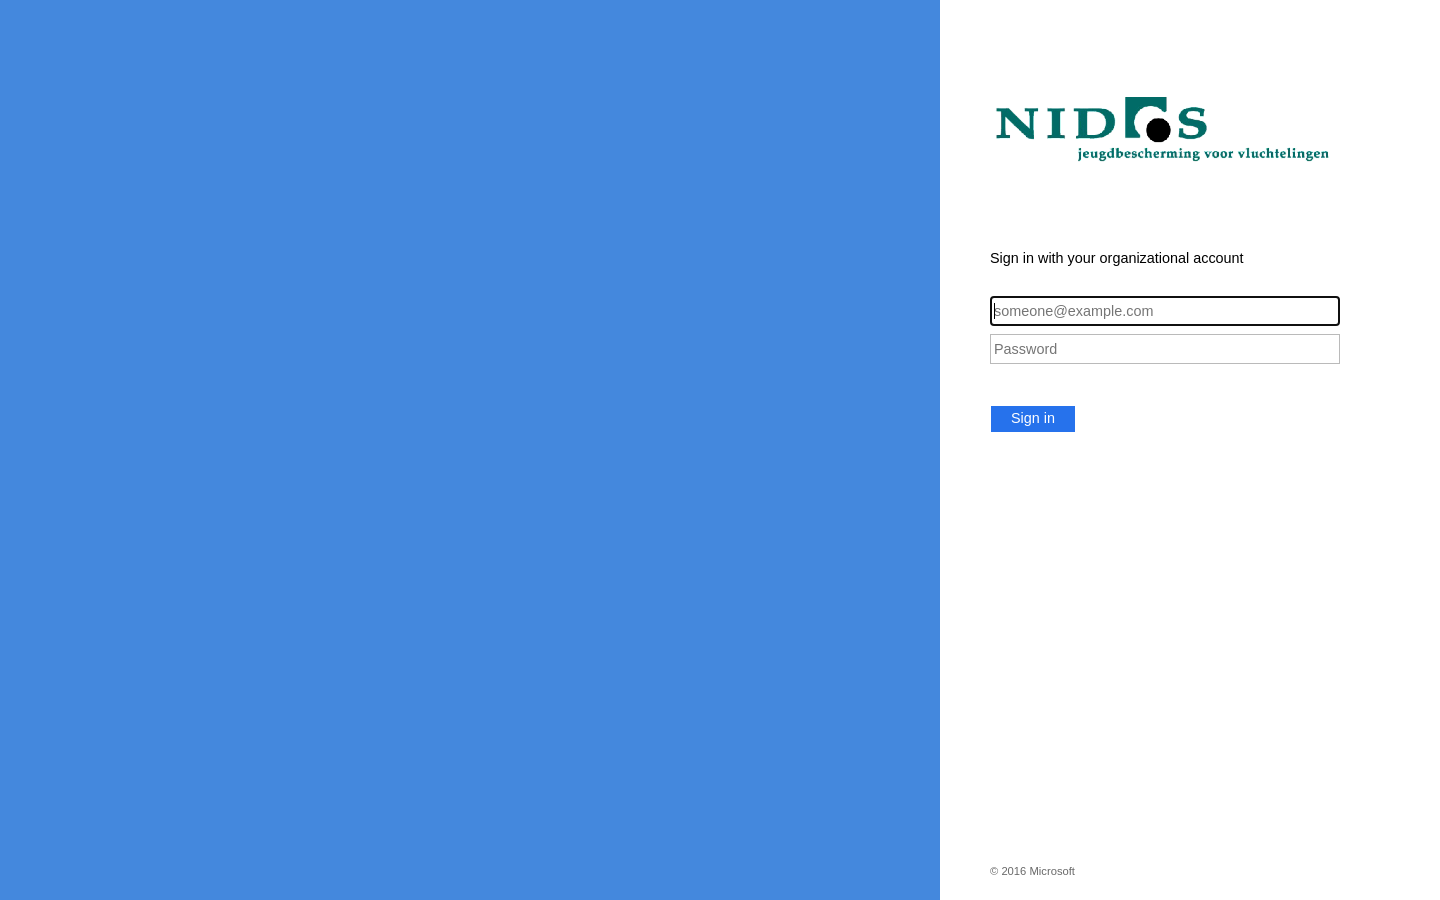 NIDOS
jeugdbescherming voor vluchtelingen
Sign in with your organizational account
someone@example.com
Password
Sign in
© 2016 Microsoft